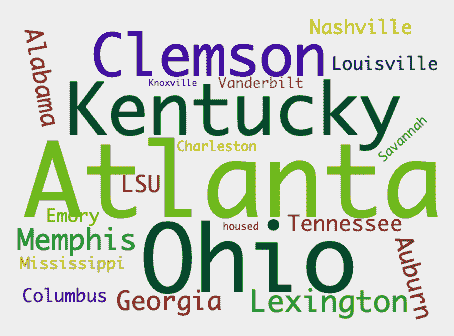 Nashville
Alabama
Clemson
Louisville
Knoxville
Vanderbilt
Kentucky
Savannah
Charleston
Atlanta
LSU
Emory
housed
Tennessee
Memphis
Ohio
Auburn
Mississippi
Columbus
Georgia
Lexington